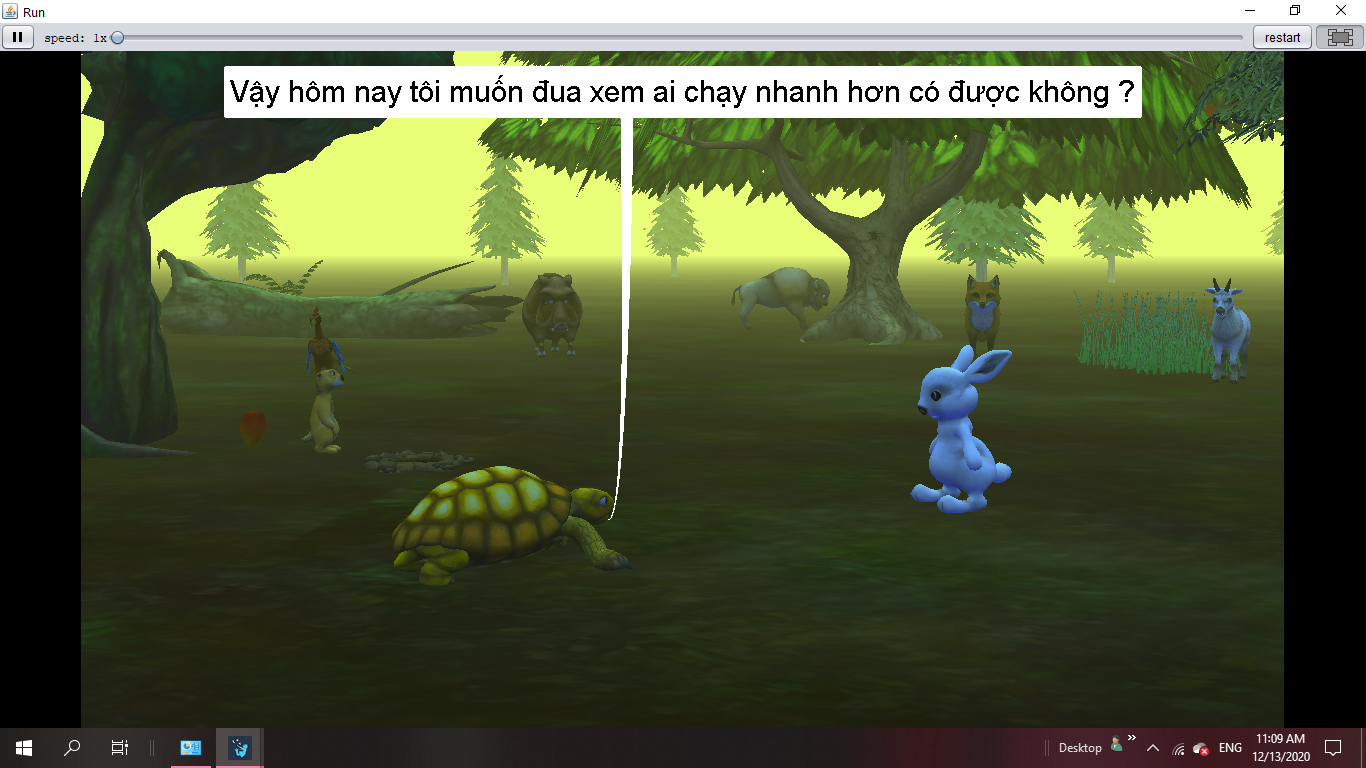 Run
speed: 1x
restart
Vậy hôm nay tôi muốn đua xem ai chạy nhanh hơn có được không ?
Desktop
ENG
11:09 AM
12/13/2020